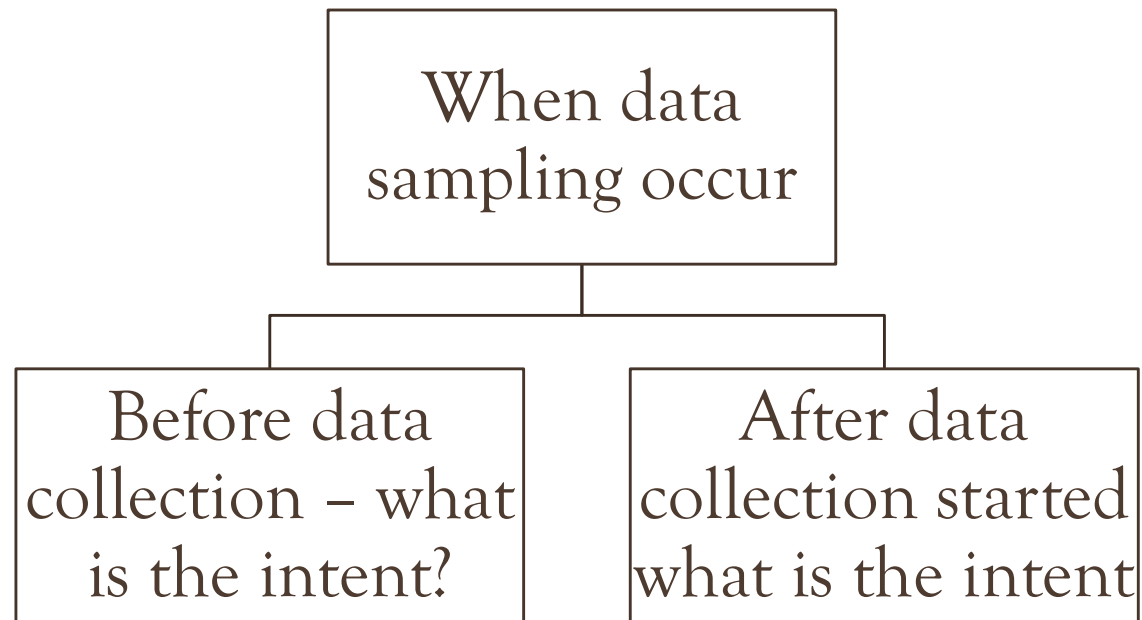 When data
sampling occur
Before data
collection – what
is the intent?
After data
collection started
what is the intent